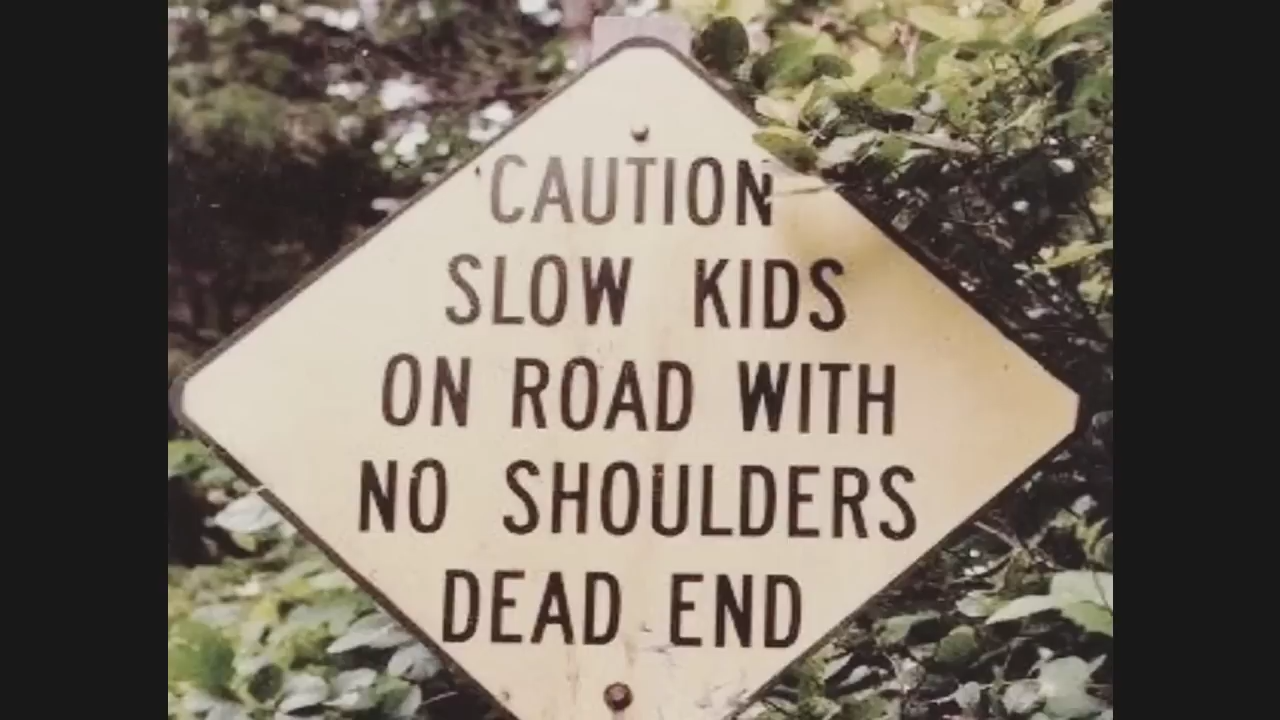 CAUTION
SLOW KIDS
ON ROAD WITH
NO SHOULDERS
DEAD END